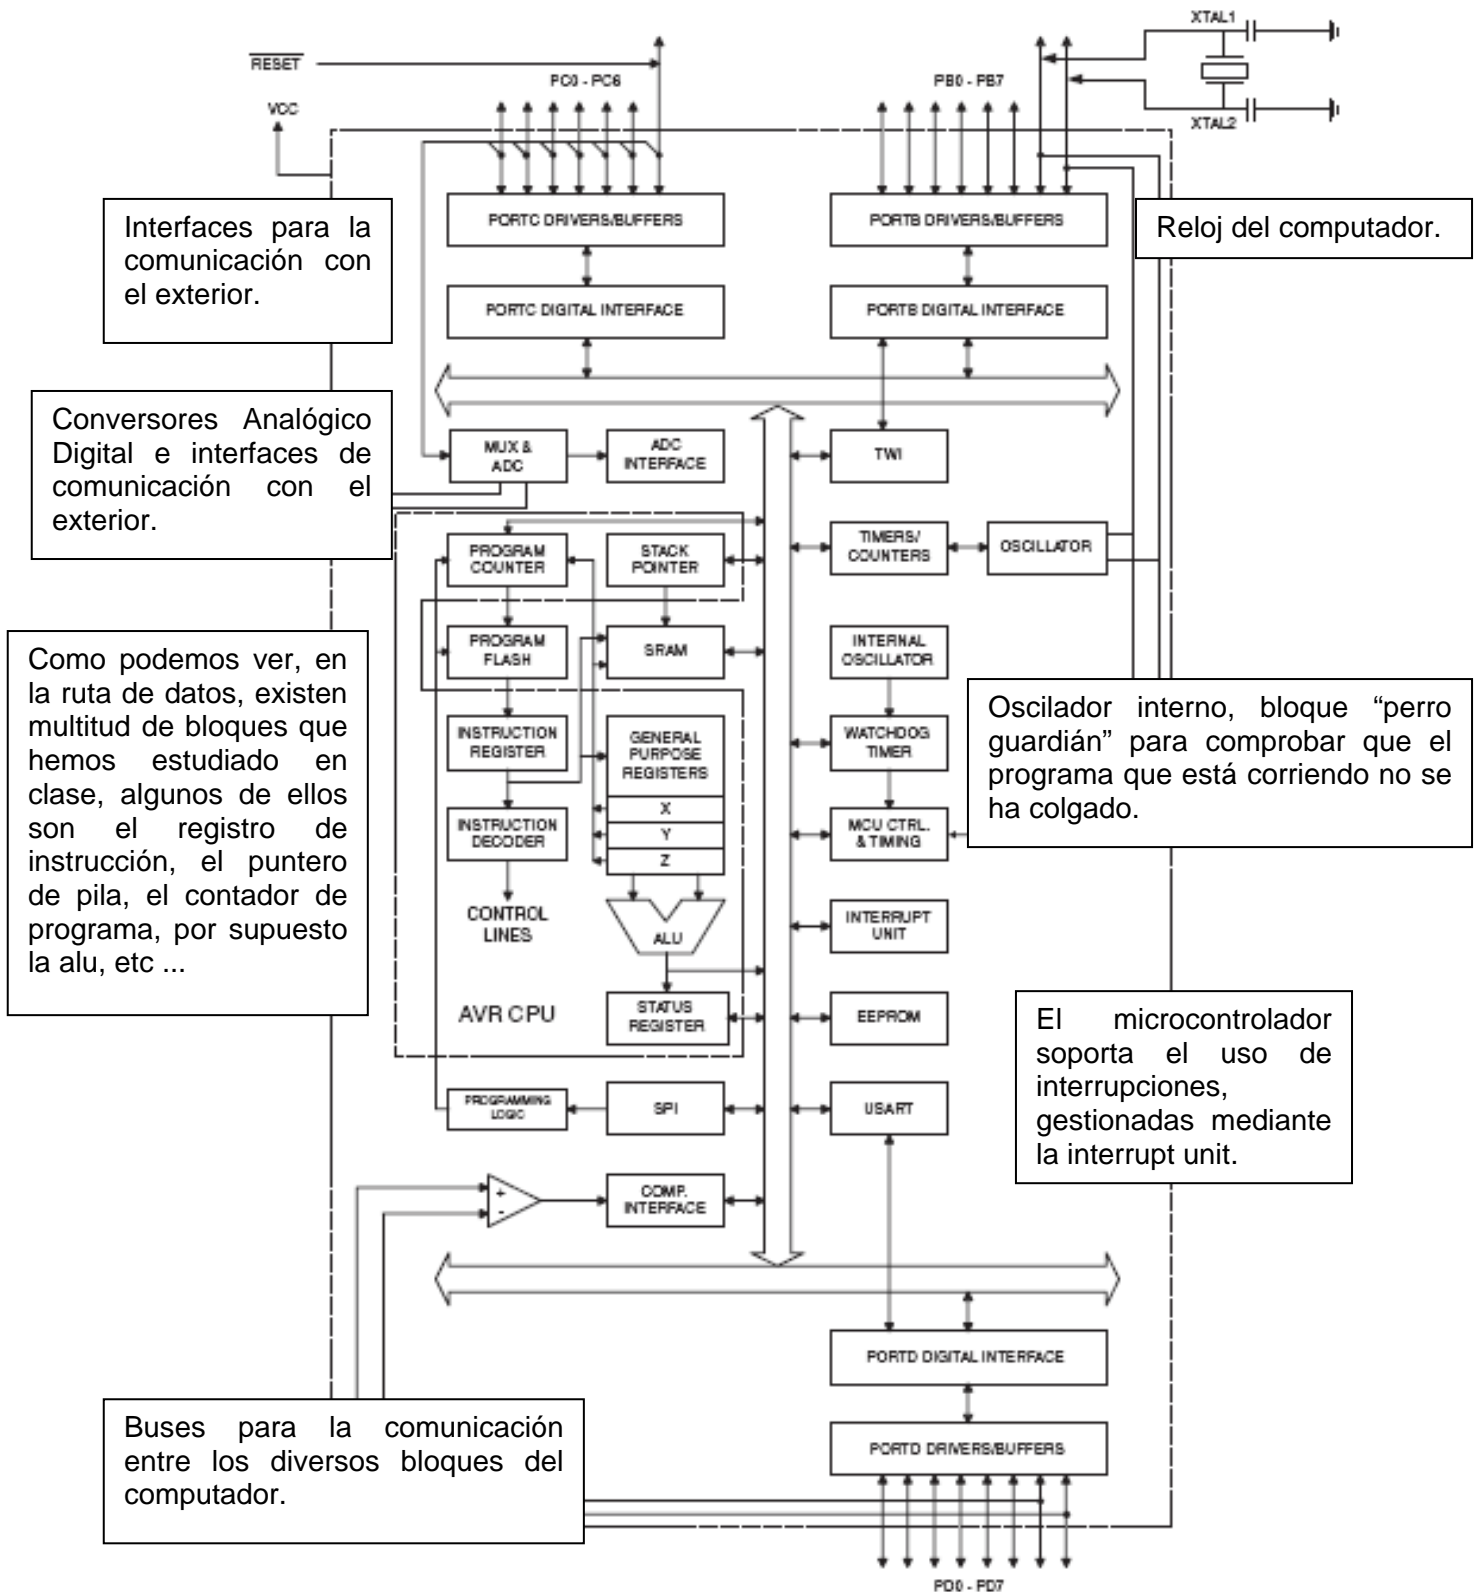 XTAL1
RESET
PC0 - PC6
PB0 - PB7
VCC
XTAL2
Interfaces para la
comunicación con
el exterior.
PORTC DRIVERS/BUFFERS
PORTB DRIVERS/BUFFERS
Reloj del computador.
PORTC DIGITAL INTERFACE
PORTB DIGITAL INTERFACE
Conversores Analógico
Digital e interfaces de
comunicación con el
exterior.
MUX &
ADC
ADC
INTERFACE
TWI
PROGRAM
COUNTER
STACK
POINTER
TIMERS/
COUNTERS
OSCILLATOR
Como podemos ver, en
la ruta de datos, existen
multitud de bloques que
hemos estudiado en
clase, algunos de ellos
son el registro de
instrucción, el puntero
de pila, el contador de
programa, por supuesto
la alu, etc ...
PROGRAM
FLASH
SRAM
INTERNAL
OSCILLATOR
INSTRUCTION
REGISTER
GENERAL
PURPOSE
REGISTERS
X
Y
Z
WATCHDOG
TIMER
Oscilador interno, bloque “perro
guardián” para comprobar que el
programa que está corriendo no se
ha colgado.
INSTRUCTION
DECODER
MCU CTRL.
& TIMING
CONTROL
LINES
ALU
INTERRUPT
UNIT
AVR CPU
STATUS
REGISTER
EEPROM
El microcontrolador
soporta el uso de
interrupciones,
gestionadas mediante
la interrupt unit.
PROGRAMMING
LOGIC
SPI
USART
+
-
COMP.
INTERFACE
PORTD DIGITAL INTERFACE
Buses para la comunicación
entre los diversos bloques del
computador.
PORTD DRIVERS/BUFFERS
PD0 - PD7